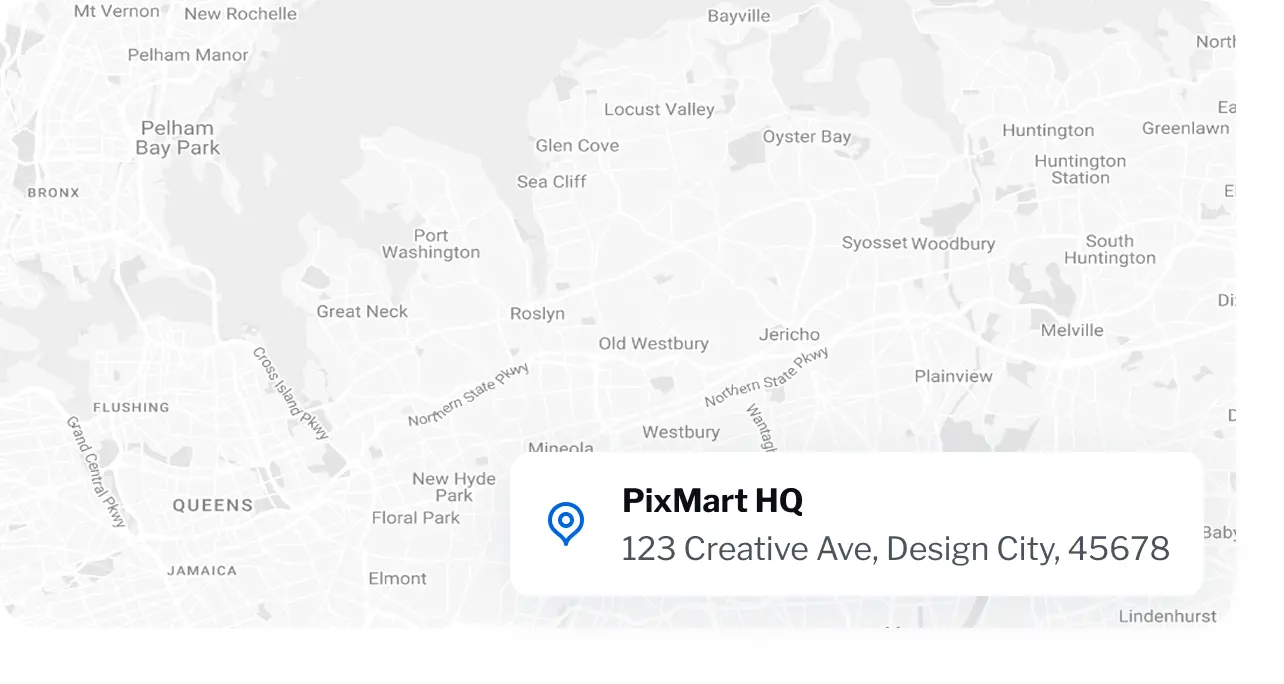 Mt Vernon
New Rochelle
Bayville
Pelham Manor
Locust Valley
Pelham
Bay Park
Glen Cove
Oyster Bay
Huntington
Greenlawn
Huntington
Station
Sea Cliff
BRONX
Port
Washington
Syosset
Woodbury
South
Huntington
Great Neck
Roslyn
Old Westbury
Jericho
Melville
Cross Island Pkwy
Northern State Pkwy
Northern State Pkwy
Plainview
FLUSHING
Grand Central Pkwy
Westbury
Mineola
New Hyde
Park
QUEENS
Floral Park
JAMAICA
Elmont
PixMart HQ
123 Creative Ave, Design City, 45678
Lindenhurst